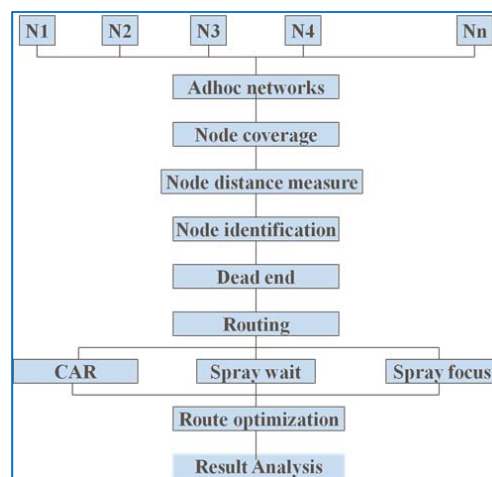 N1 N2 N3 N4 Nn
Adhoc networks
Node coverage
Node distance measure
Node identification
Dead end
Routing
CAR Spray wait Spray focus
Route optimization
Result Analysis